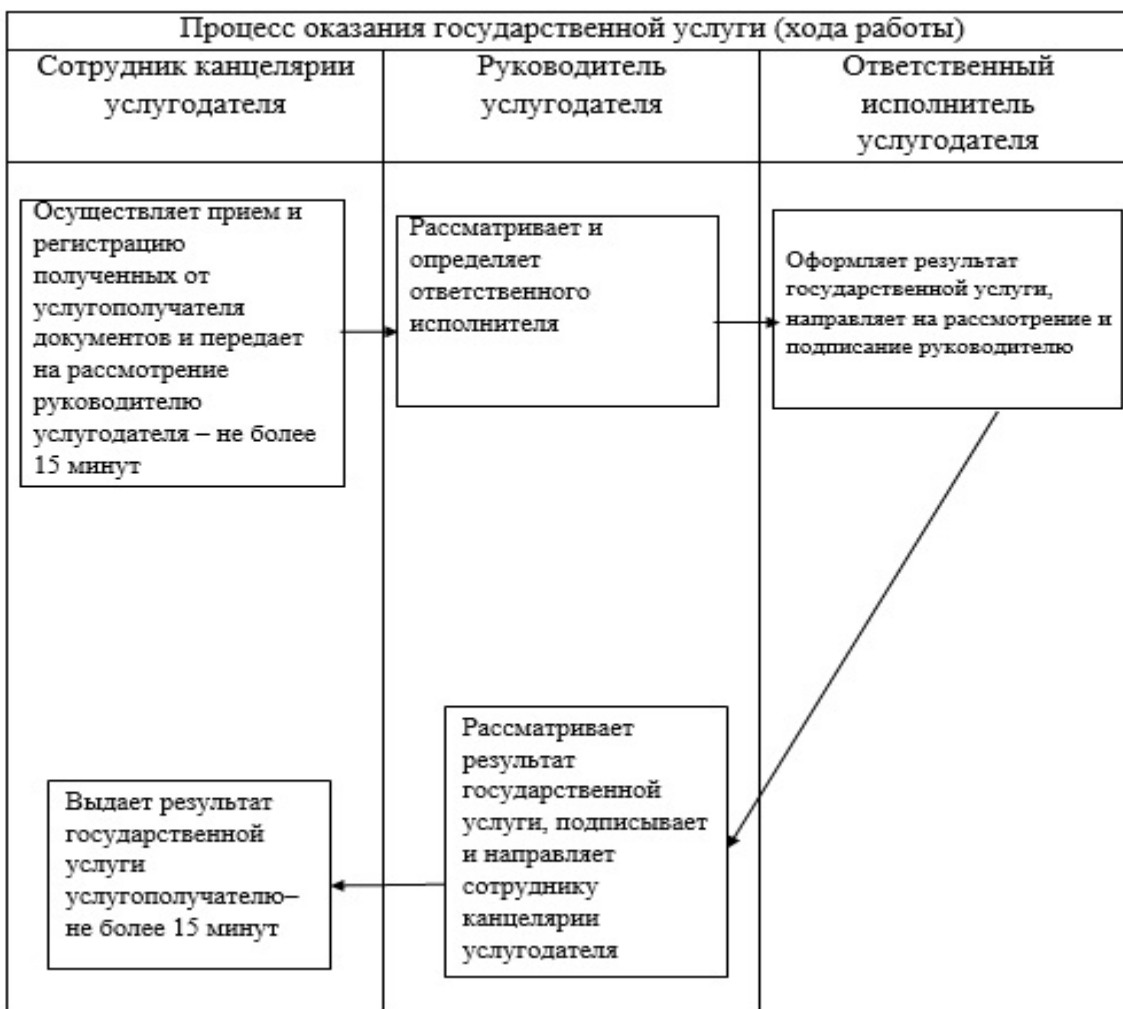 Процесс оказания государственной услуги (хода работы)
Сотрудник канцелярии
услугодателя
Руководитель
услугодателя
Ответственный
исполнитель
услугодателя
Осуществляет прием и
регистрацию
полученных от
услугополучателя
документов и передает
на рассмотрение
руководителю
услугодателя – не более
15 минут
Рассматривает и
определяет
ответственного
исполнителя
Оформляет результат
государственной услуги,
направляет на рассмотрение и
подписание руководителю
Рассматривает
результат
государственной
услуги, подписывает
и направляет
сотруднику
канцелярии
услугодателя
Выдает результат
государственной
услуги
услугополучателю–
не более 15 минут